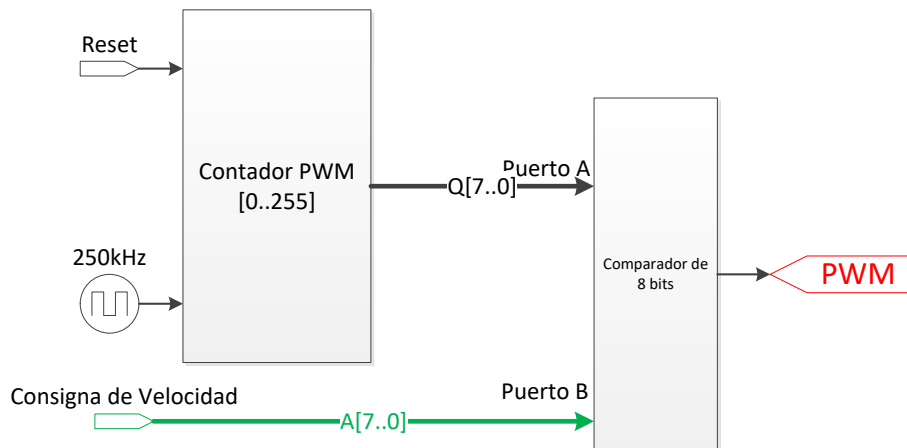 Reset
Contador PWM
[0..255]
Puerto A
Q[7..0]
250kHz
Comparador de
8 bits
PWM
Consigna de Velocidad
Puerto B
A[7..0]